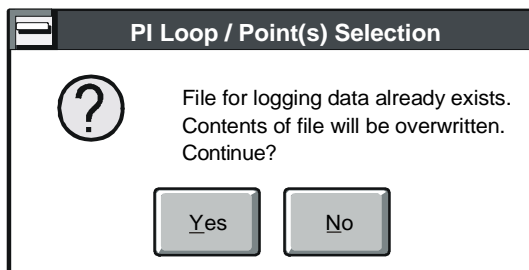 PI Loop / Point(s) Selection
File for logging data already exists.
Contents of file will be overwritten.
Continue?
Yes No